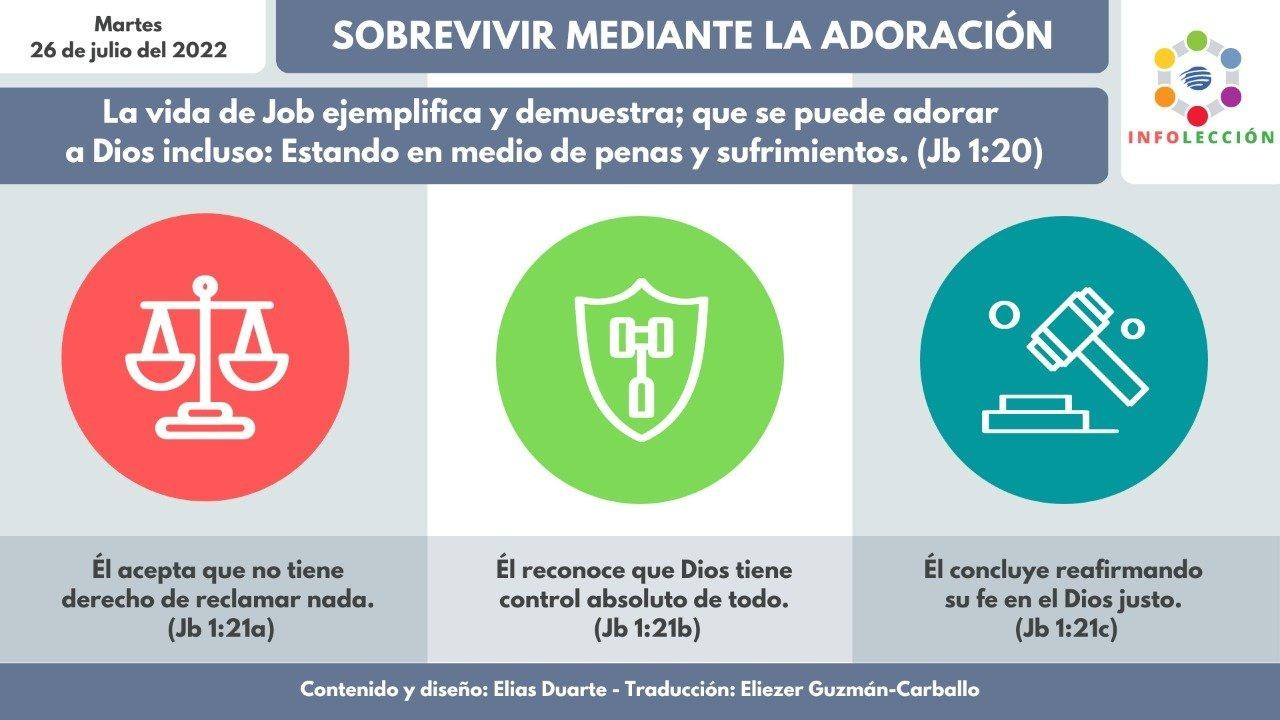 Martes
26 de julio del 2022
SOBREVIVIR MEDIANTE LA ADORACIÓN
INFOLECCIÓN
La vida de Job ejemplifica y demuestra; que se puede adorar
a Dios incluso: Estando en medio de penas y sufrimientos. (Jb 1:20)
Él acepta que no tiene
derecho de reclamar nada.
(Jb 1:21a)
Él reconoce que Dios tiene
control absoluto de todo.
(Jb 1:21b)
Él concluye reafirmando
su fe en el Dios justo.
(Jb 1:21c)
Contenido y diseño: Elias Duarte - Traducción: Eliezer Guzmán-Carballo